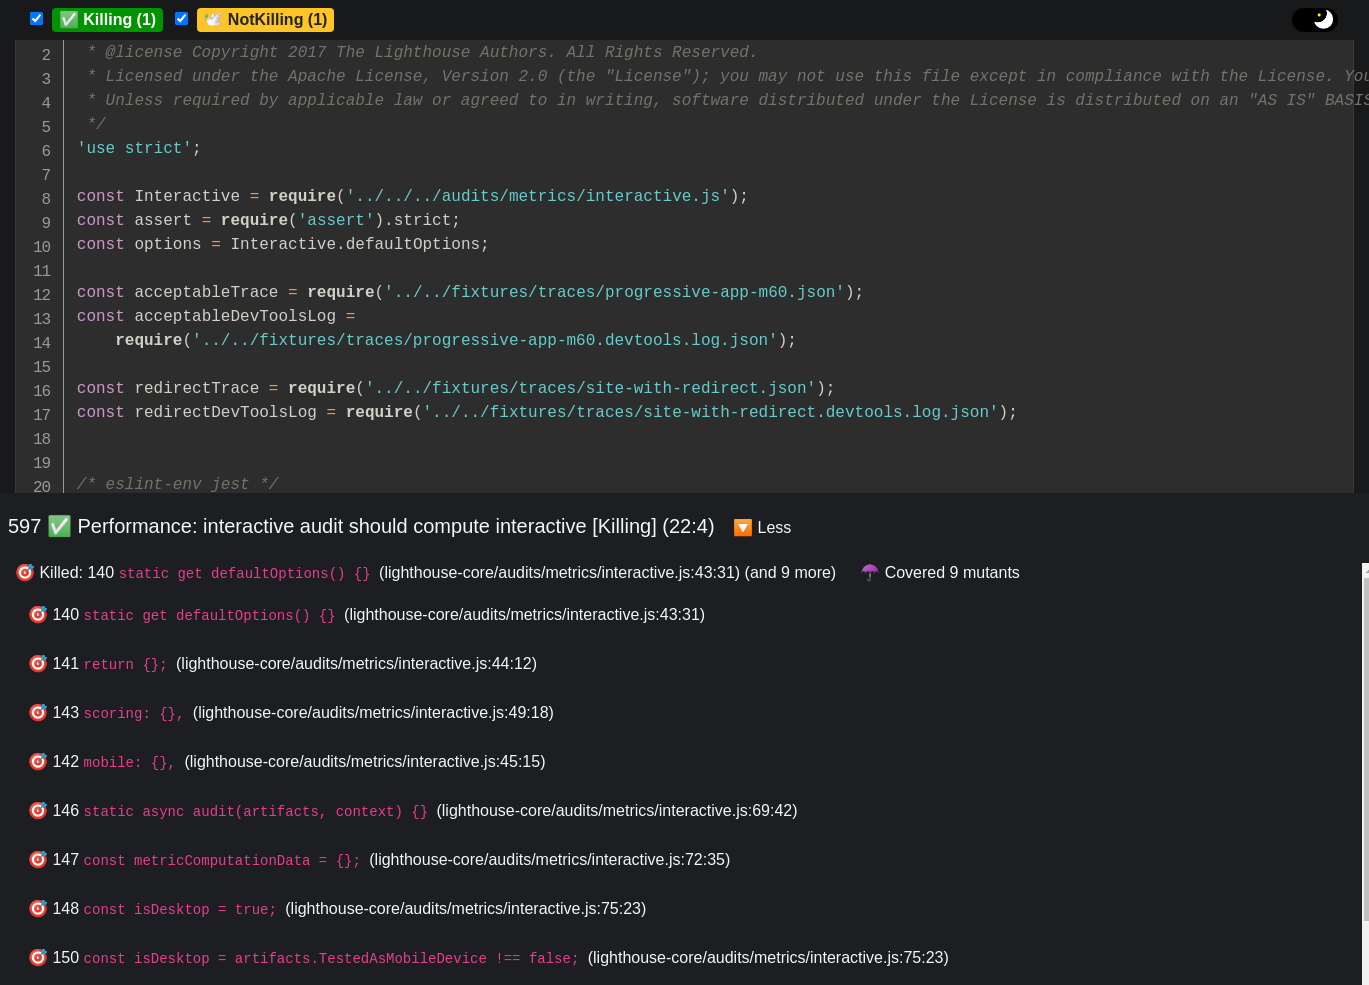 ✅ Killing (1) 🕊️ NotKilling (1)
2 * @license Copyright 2017 The Lighthouse Authors. All Rights Reserved.
3 * Licensed under the Apache License, Version 2.0 (the "License"); you may not use this file except in compliance with the License. You
4 * Unless required by applicable law or agreed to in writing, software distributed under the License is distributed on an "AS IS" BASIS
5 */
6 'use strict';
7
8 const Interactive = require('../../../audits/metrics/interactive.js');
9 const assert = require('assert').strict;
10 const options = Interactive.defaultOptions;
11
12 const acceptableTrace = require('../../fixtures/traces/progressive-app-m60.json');
13 const acceptableDevToolsLog =
14 require('../../fixtures/traces/progressive-app-m60.devtools.log.json');
15
16 const redirectTrace = require('../../fixtures/traces/site-with-redirect.json');
17 const redirectDevToolsLog = require('../../fixtures/traces/site-with-redirect.devtools.log.json');
18
19
20 /* eslint-env jest */
597 ✅ Performance: interactive audit should compute interactive [Killing] (22:4) 🔽 Less
🎯 Killed: 140 static get defaultOptions() {} (lighthouse-core/audits/metrics/interactive.js:43:31) (and 9 more) ☂️ Covered 9 mutants
🎯 140 static get defaultOptions() {} (lighthouse-core/audits/metrics/interactive.js:43:31)
🎯 141 return {}; (lighthouse-core/audits/metrics/interactive.js:44:12)
🎯 143 scoring: {}, (lighthouse-core/audits/metrics/interactive.js:49:18)
🎯 142 mobile: {}, (lighthouse-core/audits/metrics/interactive.js:45:15)
🎯 146 static async audit(artifacts, context) {} (lighthouse-core/audits/metrics/interactive.js:69:42)
🎯 147 const metricComputationData = {}; (lighthouse-core/audits/metrics/interactive.js:72:35)
🎯 148 const isDesktop = true; (lighthouse-core/audits/metrics/interactive.js:75:23)
🎯 150 const isDesktop = artifacts.TestedAsMobileDevice !== false; (lighthouse-core/audits/metrics/interactive.js:75:23)